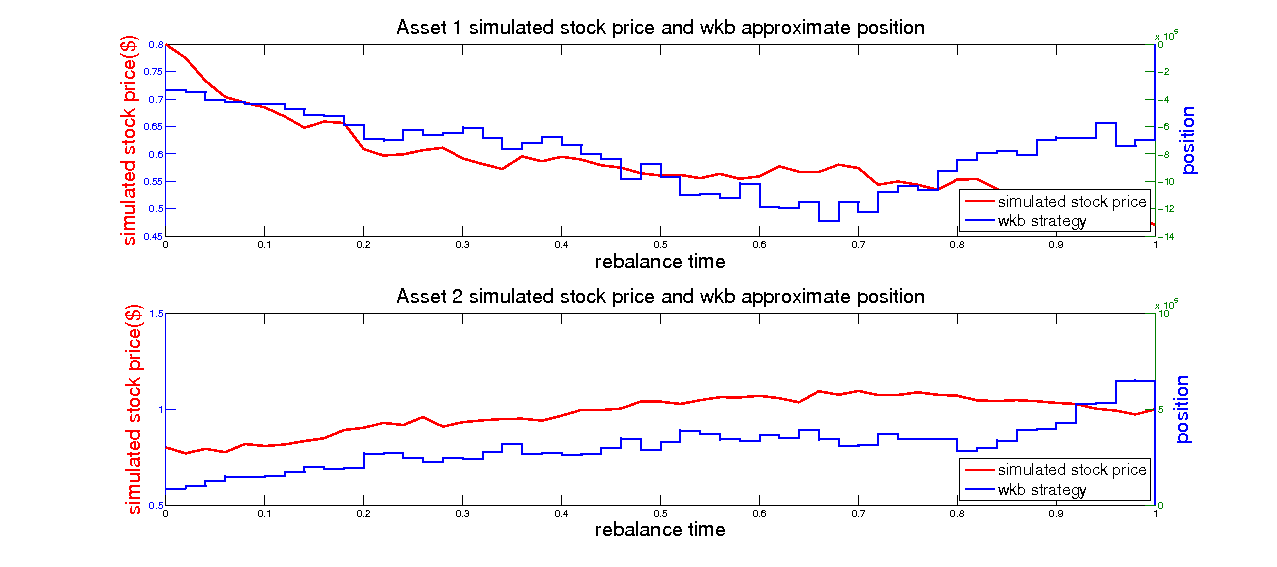 Asset 1 simulated stock price and wkb approximate position
simulated stock price($)
0.8
0.75
0.7
0.65
0.6
0.55
0.5
0.45
x 10⁵
0
−2
−4
−6
−8
−10
−12
−14
position
simulated stock price
wkb strategy
0 0.1 0.2 0.3 0.4 0.5 0.6 0.7 0.8 0.9 1
rebalance time
Asset 2 simulated stock price and wkb approximate position
simulated stock price($)
1.5
1
0.5
x 10⁵
10
5
0
position
simulated stock price
wkb strategy
0 0.1 0.2 0.3 0.4 0.5 0.6 0.7 0.8 0.9 1
rebalance time